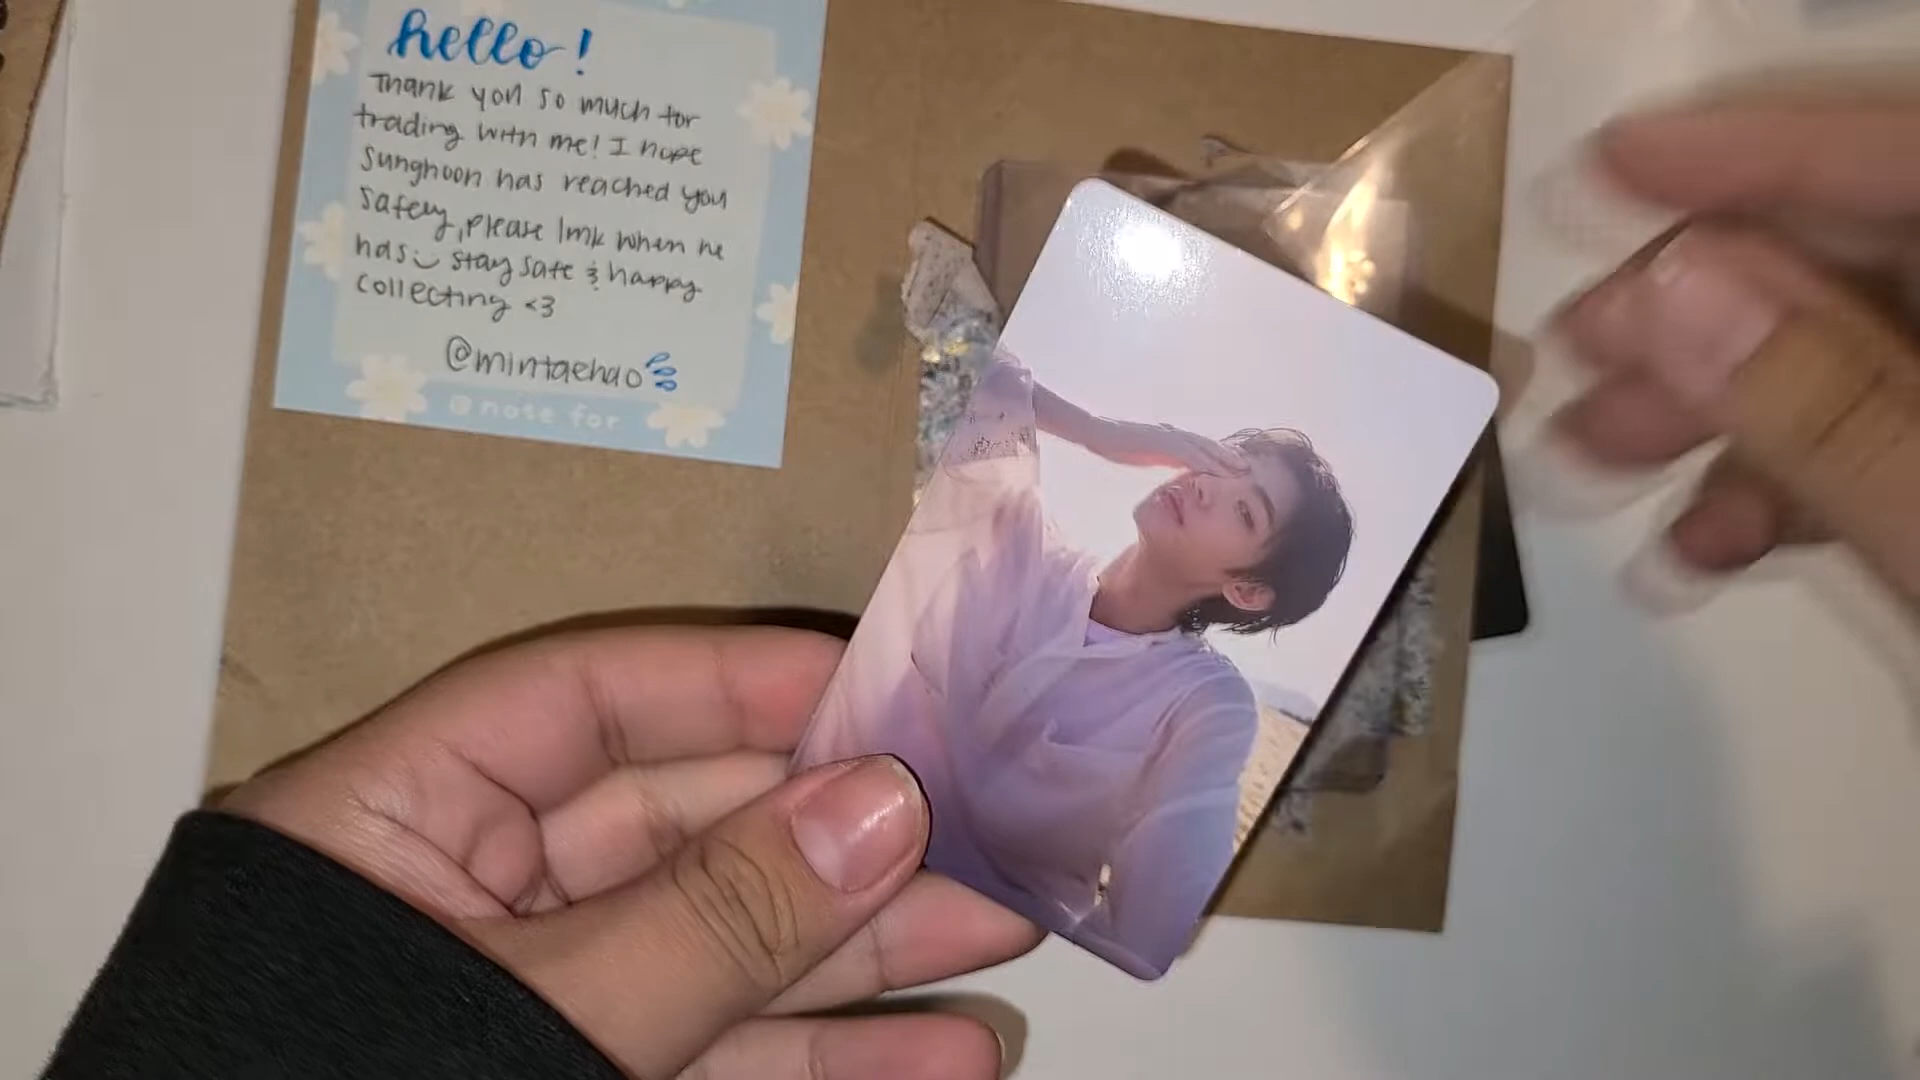 hello!
Thank you so much for
trading with me! I hope
Sunghoon has reached you
safely, please lmk when he
has :) stay safe & happy
collecting <3
@mintaehao
@ note for